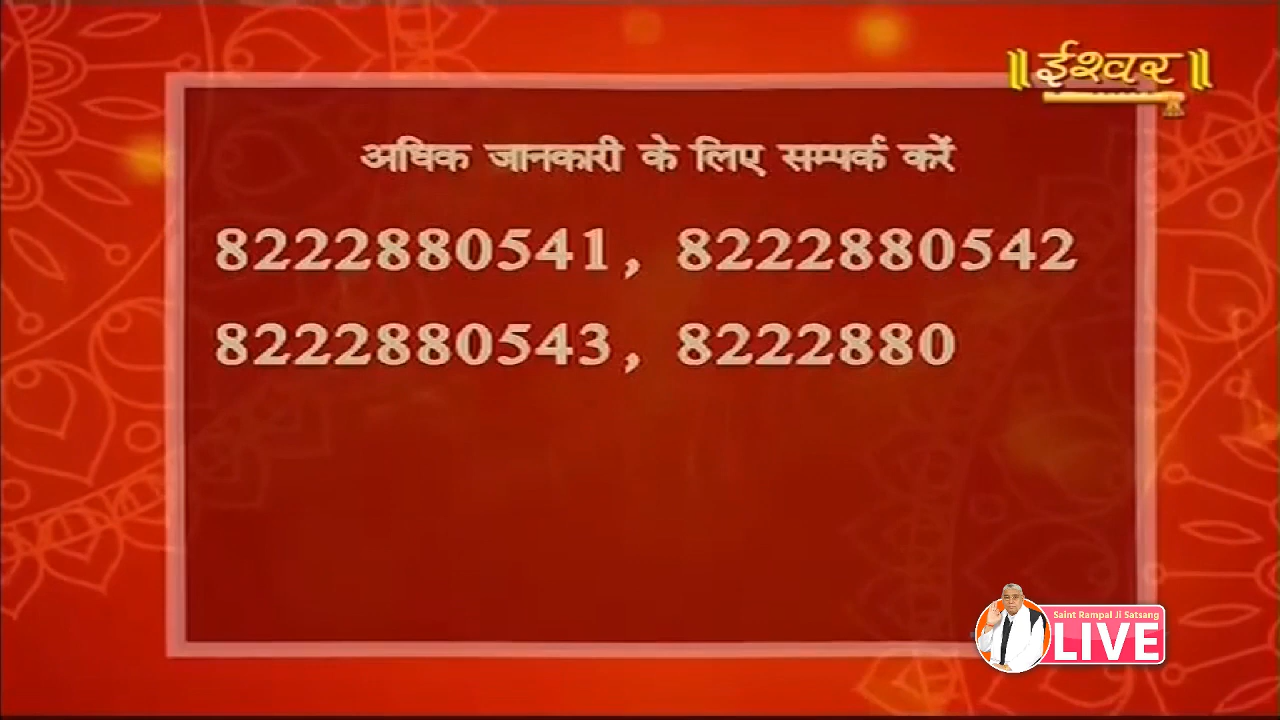 ॥ईश्वर॥
अधिक जानकारी के लिए सम्पर्क करें
8222880541, 8222880542
8222880543, 8222880
Saint Rampal Ji Satsang
LIVE